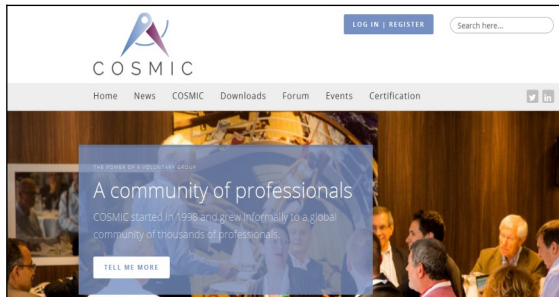 LOG IN | REGISTER
Search here...
COSMIC
Home News COSMIC Downloads Forum Events Certification
THE POWER OF A VOLUNTARY GROUP
A community of professionals
COSMIC started in 1998 and grew informally to a global
community of thousands of professionals.
TELL ME MORE